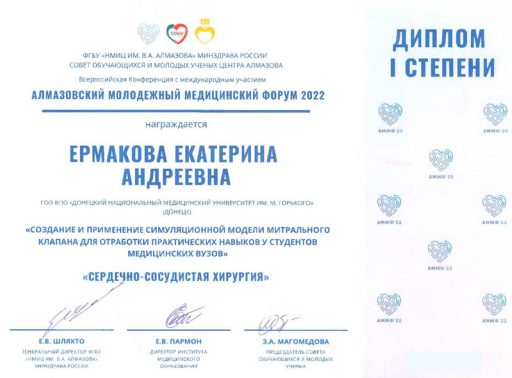 ФГБУ «НМИЦ ИМ. В.А. АЛМАЗОВА» МИНЗДРАВА РОССИИ
СОВЕТ ОБУЧАЮЩИХСЯ И МОЛОДЫХ УЧЕНЫХ ЦЕНТРА АЛМАЗОВА
Всероссийская Конференция с международным участием
АЛМАЗОВСКИЙ МОЛОДЕЖНЫЙ МЕДИЦИНСКИЙ ФОРУМ 2022
награждается
ЕРМАКОВА ЕКАТЕРИНА
АНДРЕЕВНА
ГОО ВПО «ДОНЕЦКИЙ НАЦИОНАЛЬНЫЙ МЕДИЦИНСКИЙ УНИВЕРСИТЕТ ИМ. М. ГОРЬКОГО»
(ДОНЕЦК)
«СОЗДАНИЕ И ПРИМЕНЕНИЕ СИМУЛЯЦИОННОЙ МОДЕЛИ МИТРАЛЬНОГО
КЛАПАНА ДЛЯ ОТРАБОТКИ ПРАКТИЧЕСКИХ НАВЫКОВ У СТУДЕНТОВ
МЕДИЦИНСКИХ ВУЗОВ»
«СЕРДЕЧНО-СОСУДИСТАЯ ХИРУРГИЯ»
Е.В. ШЛЯХТО
ГЕНЕРАЛЬНЫЙ ДИРЕКТОР ФГБУ
«НМИЦ ИМ. В.А. АЛМАЗОВА»
МИНЗДРАВА РОССИИ
Е.В. ПАРМОН
ДИРЕКТОР ИНСТИТУТА
МЕДИЦИНСКОГО
ОБРАЗОВАНИЯ
З.А. МАГОМЕДОВА
ПРЕДСЕДАТЕЛЬ СОВЕТА
ОБУЧАЮЩИХСЯ И МОЛОДЫХ
УЧЕНЫХ
ДИПЛОМ
I СТЕПЕНИ
АММФ'22
АММФ'22
АММФ'22
АММФ'22
АММФ'22
АММФ'22
АММФ'22
АММФ'22